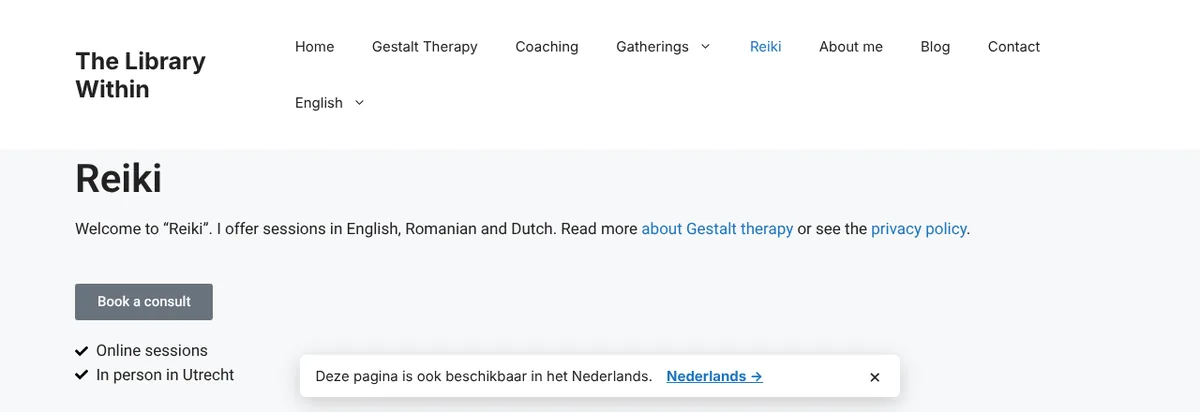 The Library
Within
Home Gestalt Therapy Coaching Gatherings Reiki About me Blog Contact
English
Reiki
Welcome to “Reiki”. I offer sessions in English, Romanian and Dutch. Read more about Gestalt therapy or see the privacy policy.
Book a consult
Online sessions
In person in Utrecht
Deze pagina is ook beschikbaar in het Nederlands. Nederlands →